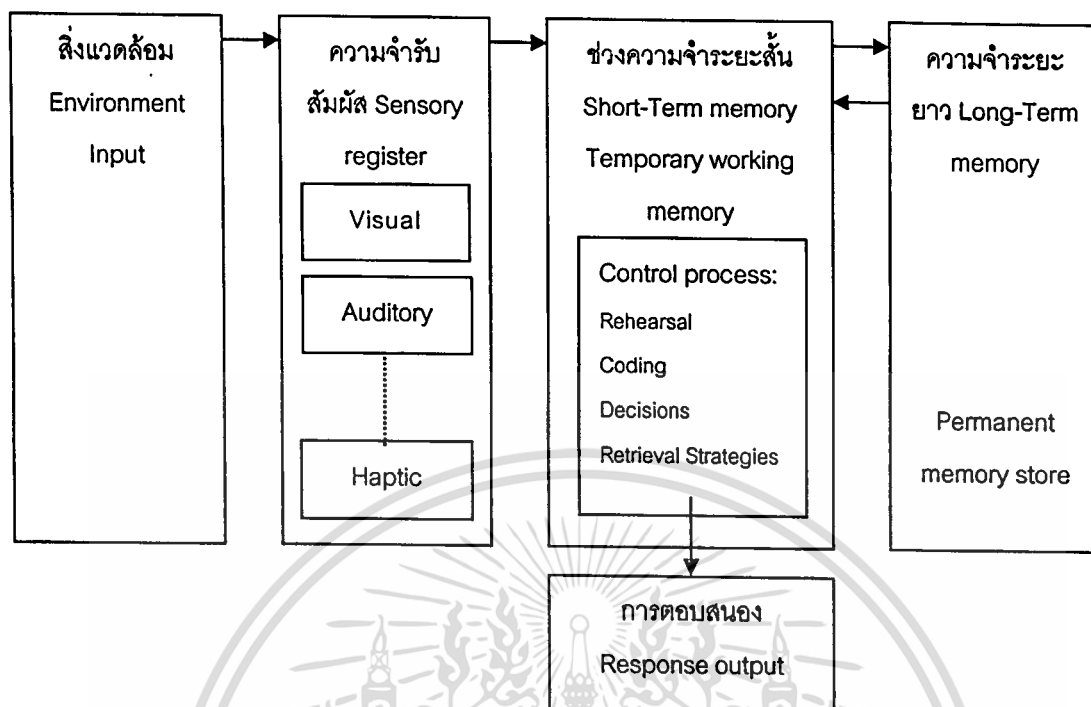 สิ่งแวดล้อม
Environment
Input
ความจำรับ
สัมผัส Sensory
register
Visual
Auditory
Haptic
ช่วงความจำระยะสั้น
Short-Term memory
Temporary working
memory
Control process:
Rehearsal
Coding
Decisions
Retrieval Strategies
ความจำระยะ
ยาว Long-Term
memory
Permanent
memory store
การตอบสนอง
Response output